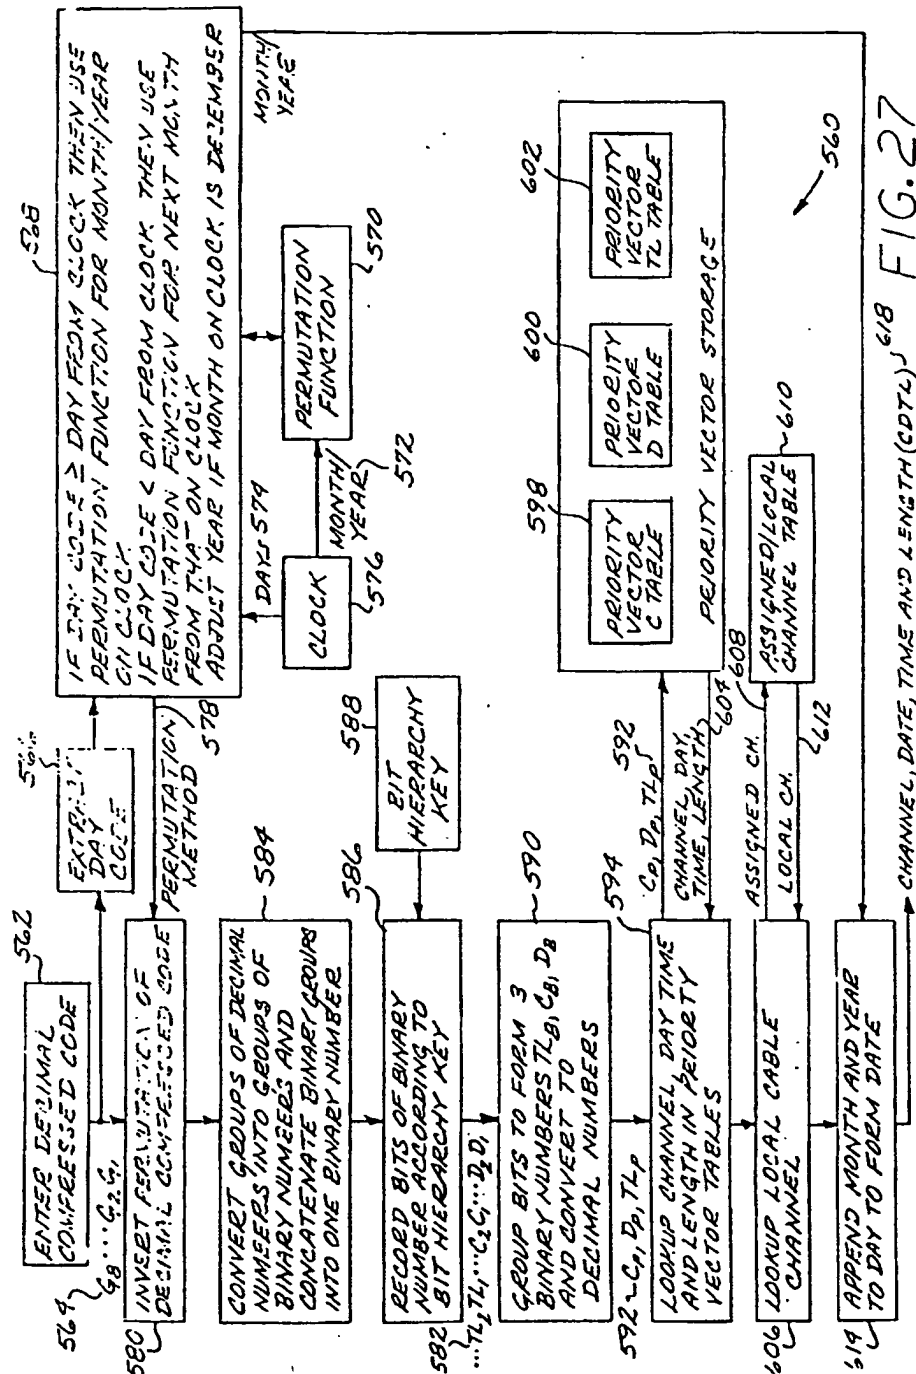 562
ENTER DECIMAL
COMPRESSED CODE
564
G8 ... G2 G1
EXTERNAL
DAY
CODE
568
IF DAY CODE ≥ DAY FROM CLOCK THEN USE
PERMUTATION FUNCTION FOR MONTH/YEAR
ON CLOCK
IF DAY CODE < DAY FROM CLOCK THEN USE
PERMUTATION FUNCTION FOR NEXT MONTH
FROM THAT ON CLOCK
ADJUST YEAR IF MONTH ON CLOCK IS DECEMBER
MONTH/
YEAR
578
PERMUTATION
METHOD
DAYS 574
CLOCK
576
MONTH/
YEAR
572
PERMUTATION
FUNCTION
570
580
INVERT PERMUTATION OF
DECIMAL COMPRESSED CODE
584
CONVERT GROUPS OF DECIMAL
NUMBERS INTO GROUPS OF
BINARY NUMBERS AND
CONCATENATE BINARY GROUPS
INTO ONE BINARY NUMBER
586
RECORD BITS OF BINARY
NUMBER ACCORDING TO
BIT HIERARCHY KEY
588
BIT
HIERARCHY
KEY
582
...TL2 TL1 ...C2 C1 ...D2 D1
590
GROUP BITS TO FORM 3
BINARY NUMBERS TLB, CB, DB
AND CONVERT TO
DECIMAL NUMBERS
592 ~ CP, DP, TLP
594
LOOKUP CHANNEL, DAY TIME
AND LENGTH IN PRIORTY
VECTOR TABLES
592
CP, DP, TLP
CHANNEL, DAY,
TIME, LENGTH
604
598
PRIORITY
VECTOR
C TABLE
600
PRIORITY
VECTOR
D TABLE
602
PRIORITY
VECTOR
TL TABLE
PRIORITY VECTOR STORAGE
606
LOOKUP LOCAL CABLE
CHANNEL
ASSIGNED CH.
608
LOCAL CH.
612
ASSIGNED/LOCAL
CHANNEL TABLE
610
614
APPEND MONTH AND YEAR
TO DAY TO FORM DATE
CHANNEL, DATE, TIME AND LENGTH (CDTL)
618
560
FIG. 27